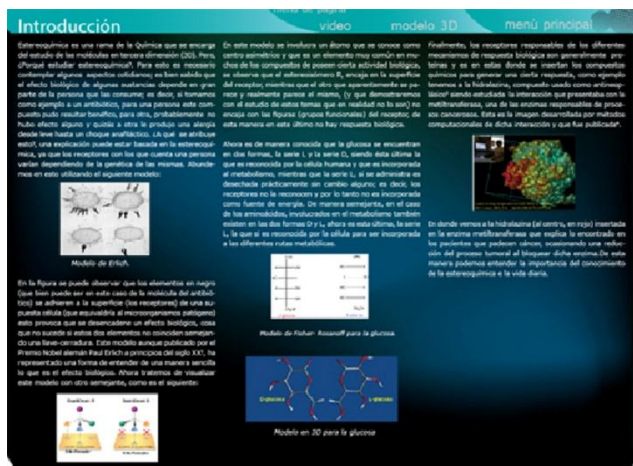 Introducción
video
modelo 3D
menú principal
Estereoquímica es una rama de la Química que se encarga
del estudio de las moléculas en tercera dimensión (3D). Pero,
¿Porqué estudiar estereoquímica? Para esto es necesario
contemplar algunos aspectos cotidianos; es bien sabido que
el efecto biológico de algunas sustancias depende en gran
parte de la persona que las consume; es decir, si tomamos
como ejemplo a un antibiótico, para una persona este com-
puesto pudo resultar benéfico, para otra, probablemente no
hubo efecto alguno y quizás a otra le produjo una alergia
desde leve hasta un choque anafiláctico. ¿A qué se atribuye
esto?, una explicación puede estar basada en la estereoquí-
mica, ya que los receptores con los que cuenta una persona
varían dependiendo de la genética de las mismas. Abunde-
mos en esto utilizando el siguiente modelo:
Modelo de Erlich.
En la figura se puede observar que los elementos en negro
(que bien puede ser en este caso de la molécula del antibió-
tico) se adhieren a la superficie (los receptores) de una su-
puesta célula (que equivaldría al microorganismos patógeno)
esto provoca que se desencadene un efecto biológico, cosa
que no sucede si estos dos elementos no coinciden semejan-
do una llave-cerradura. Este modelo aunque publicado por el
Premio Nobel alemán Paul Erlich a principios del siglo XX, ha
representado una forma de entender de una manera sencilla
lo que es el efecto biológico. Ahora tratemos de visualizar
este modelo con otro semejante, como es el siguiente:
En este modelo se involucra un átomo que se conoce como
centro asimétrico y que es un elemento muy común en mu-
chos de los compuestos de poseen cierta actividad biológica,
se observa que el estereoisómero R, encaja en la superficie
del receptor, mientras que el otro que aparentemente se pa-
rece y realmente parece el mismo, (y que demostraremos
con el estudio de estos temas que en realidad no lo son) no
encaja con las figuras (grupos funcionales) del receptor, de
esta manera en este último no hay respuesta biológica.
Ahora es de manera conocida que la glucosa se encuentran
en dos formas, la serie L y la serie D, siendo ésta última la
que es reconocida por la célula humana y que es incorporada
al metabolismo, mientras que la serie L, si se administra es
desechada prácticamente sin cambio alguno; es decir, los
receptores no la reconocen y por lo tanto no es incorporada
como fuente de energía. De manera semejante, en el caso
de los aminoácidos, involucrados en el metabolismo también
existen en las dos formas D y L, ahora es esta última, la serie
L, la que si es reconocida por la célula para ser incorporada
a las diferentes rutas metabólicas.
Modelo de Fisher- Rosanoff para la glucosa.
D-glucosa
L-glucosa
Modelo en 3D para la glucosa
Finalmente, los receptores responsables de los diferentes
mecanismos de respuesta biológica son generalmente pro-
teínas y es en estas donde se insertan los compuestos
químicos para generar una cierta respuesta, como ejemplo
tenemos a la hidralazina, compuesto usado como antineoplá-
sico siendo estudiada la interacción que presentaba con la
metiltransferasa, una de las enzimas responsables de proce-
sos cancerosos. Esta es la imagen desarrollada por métodos
computacionales de dicha interacción y que fue publicada.
En donde vemos a la hidralazina (al centro, en rojo) insertada
en la enzima metiltransferasa que explica lo encontrado en
los pacientes que padecen cáncer, ocasionando una reduc-
ción del proceso tumoral al bloquear dicha enzima.De esta
manera podemos entender la importancia del conocimiento
de la estereoquímica e la vida diaria.